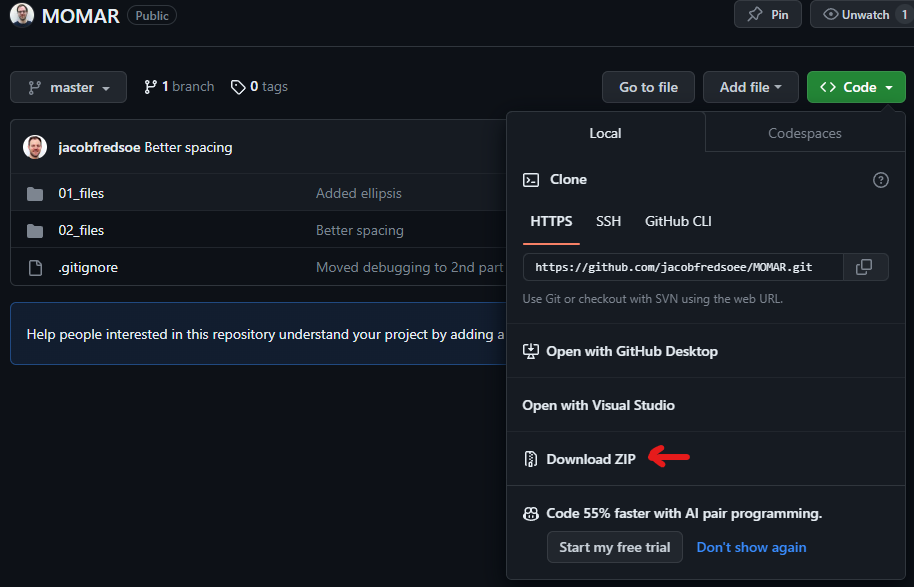 MOMAR Public Pin Unwatch 1
master 1 branch 0 tags Go to file Add file Code
Local Codespaces
jacobfredsoe Better spacing
Clone
01_files Added ellipsis
HTTPS SSH GitHub CLI
02_files Better spacing
.gitignore Moved debugging to 2nd part
https://github.com/jacobfredsoee/MOMAR.git
Use Git or checkout with SVN using the web URL.
Help people interested in this repository understand your project by adding a
Open with GitHub Desktop
Open with Visual Studio
Download ZIP
Code 55% faster with AI pair programming.
Start my free trial Don't show again